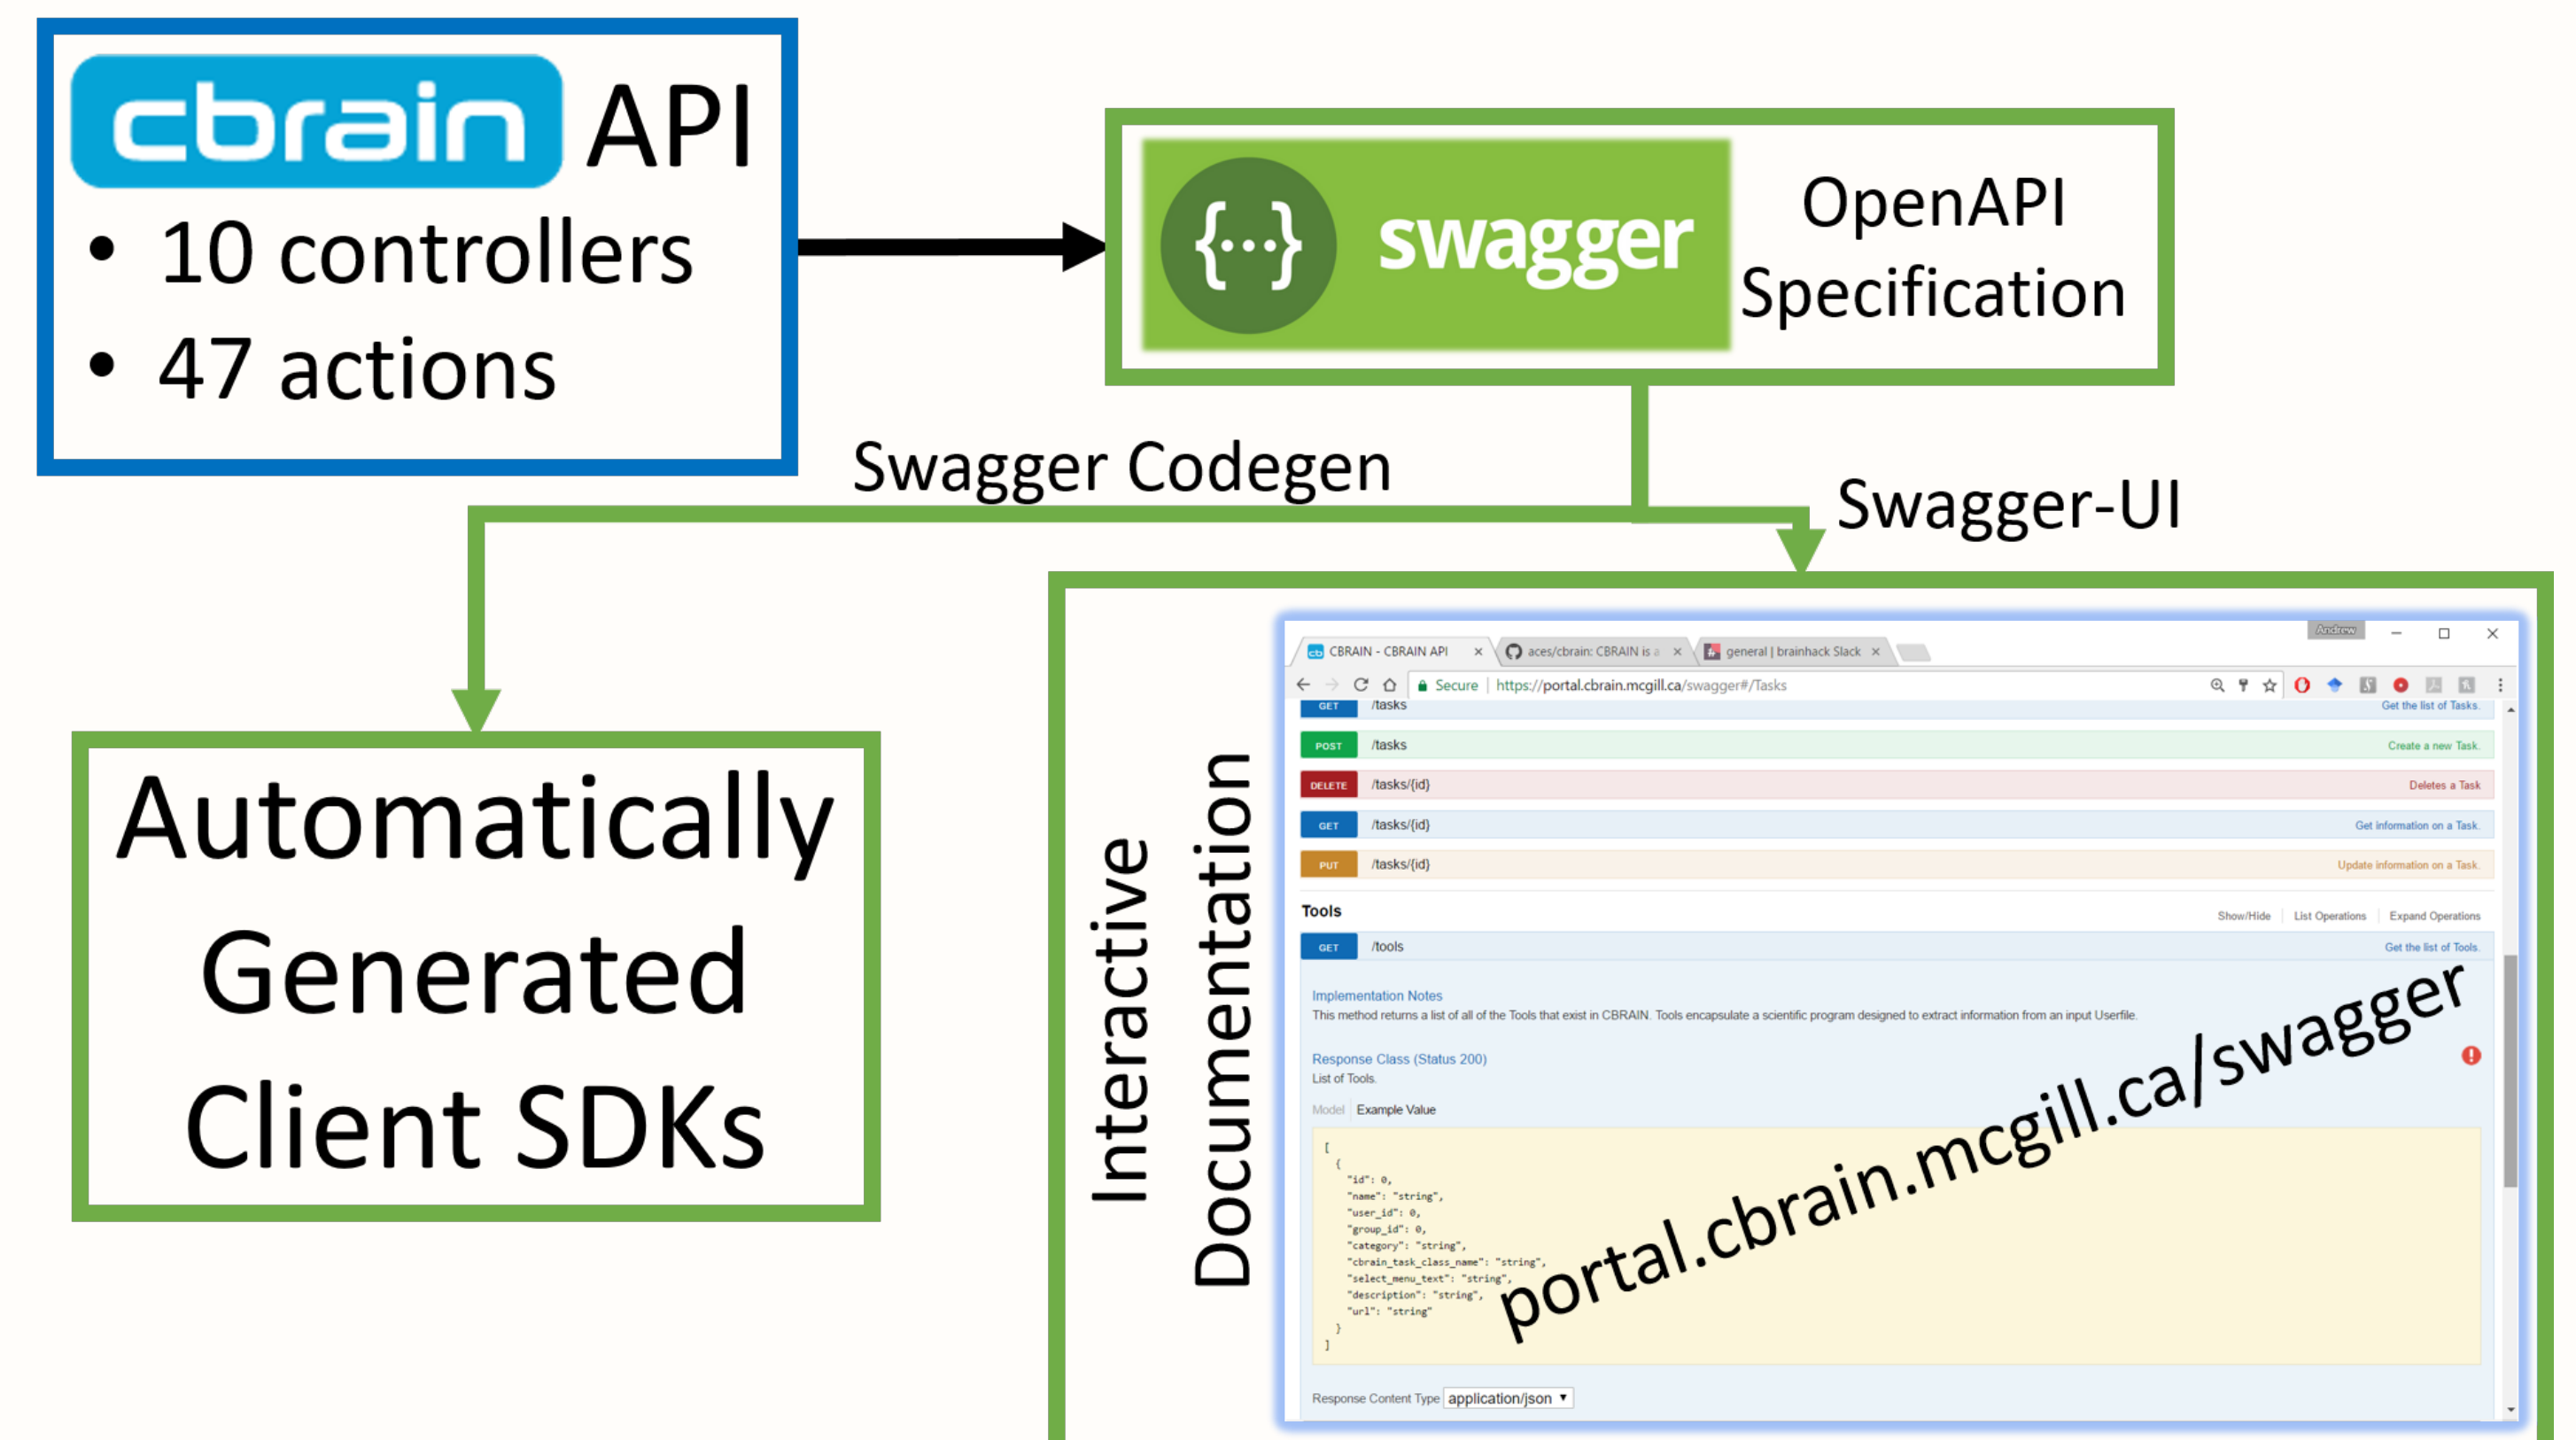 cbrain API
• 10 controllers
• 47 actions
{···} swagger
OpenAPI
Specification
Swagger Codegen
Swagger-UI
Automatically
Generated
Client SDKs
Interactive
Documentation
Andrew
CBRAIN - CBRAIN API
aces/cbrain: CBRAIN is a
general | brainhack Slack
Secure | https://portal.cbrain.mcgill.ca/swagger#/Tasks
GET /tasks Get the list of Tasks.
POST /tasks Create a new Task.
DELETE /tasks/{id} Deletes a Task
GET /tasks/{id} Get information on a Task.
PUT /tasks/{id} Update information on a Task.
Tools Show/Hide List Operations Expand Operations
GET /tools Get the list of Tools.
Implementation Notes
This method returns a list of all of the Tools that exist in CBRAIN. Tools encapsulate a scientific program designed to extract information from an input Userfile.
Response Class (Status 200)
List of Tools.
Model Example Value
[
{
"id": 0,
"name": "string",
"user_id": 0,
"group_id": 0,
"category": "string",
"cbrain_task_class_name": "string",
"select_menu_text": "string",
"description": "string",
"url": "string"
}
]
portal.cbrain.mcgill.ca/swagger
Response Content Type application/json